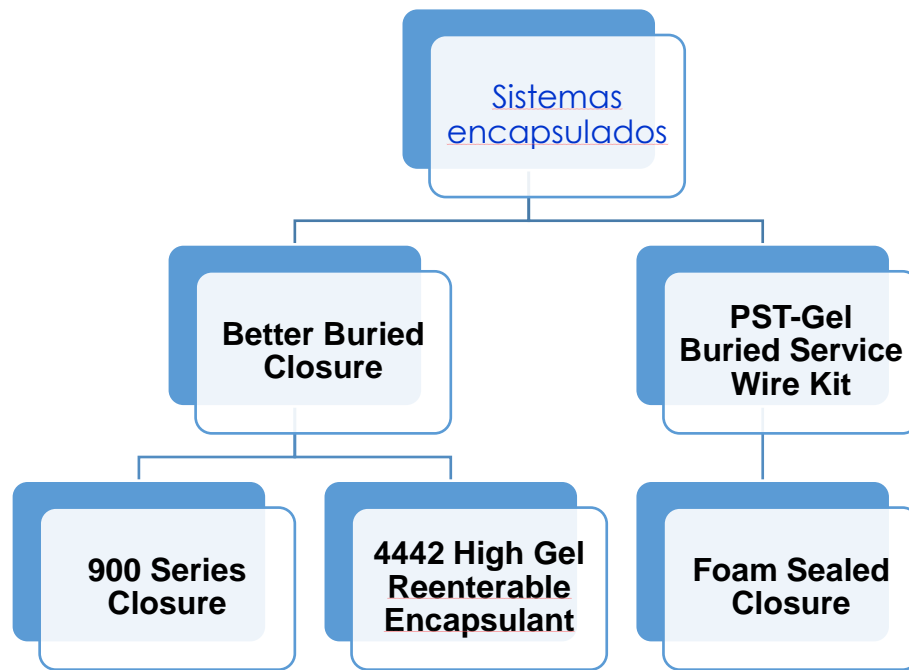 Sistemas
encapsulados
Better Buried
Closure
PST-Gel
Buried Service
Wire Kit
900 Series
Closure
4442 High Gel
Reenterable
Encapsulant
Foam Sealed
Closure